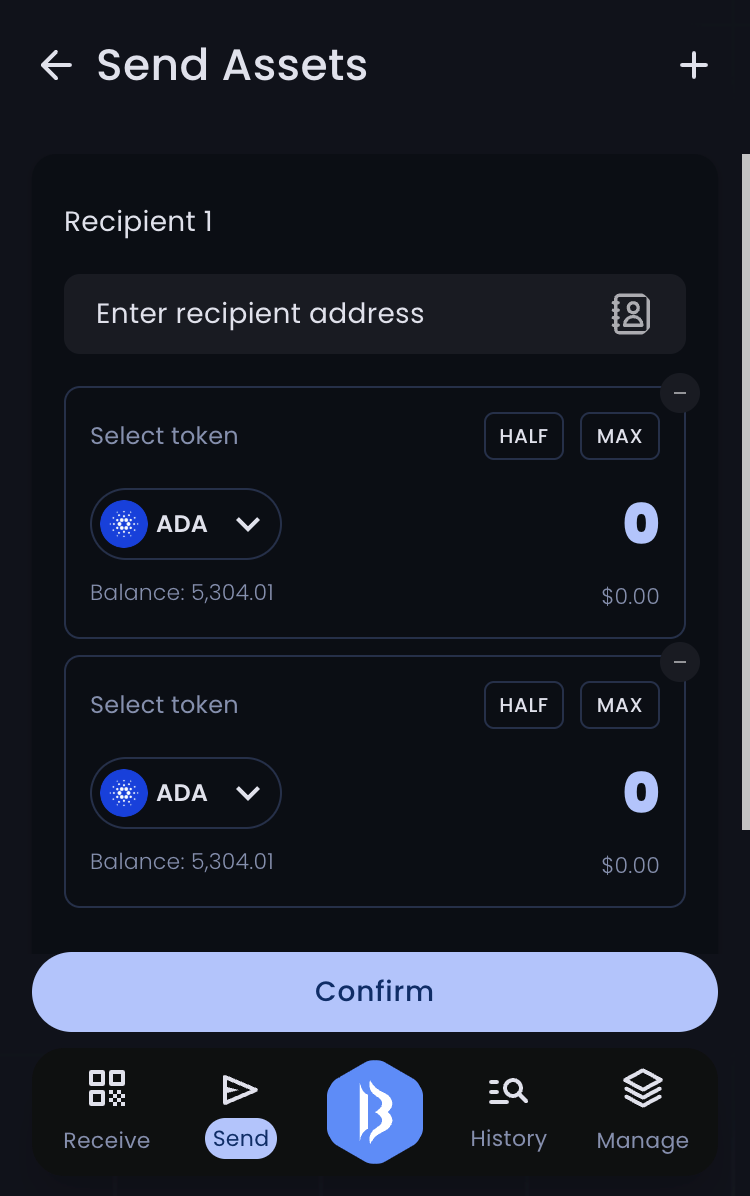 Send Assets
Recipient 1
Enter recipient address
Select token
HALF
MAX
ADA
0
Balance: 5,304.01
$0.00
Select token
HALF
MAX
ADA
0
Balance: 5,304.01
$0.00
Confirm
Receive
Send
History
Manage